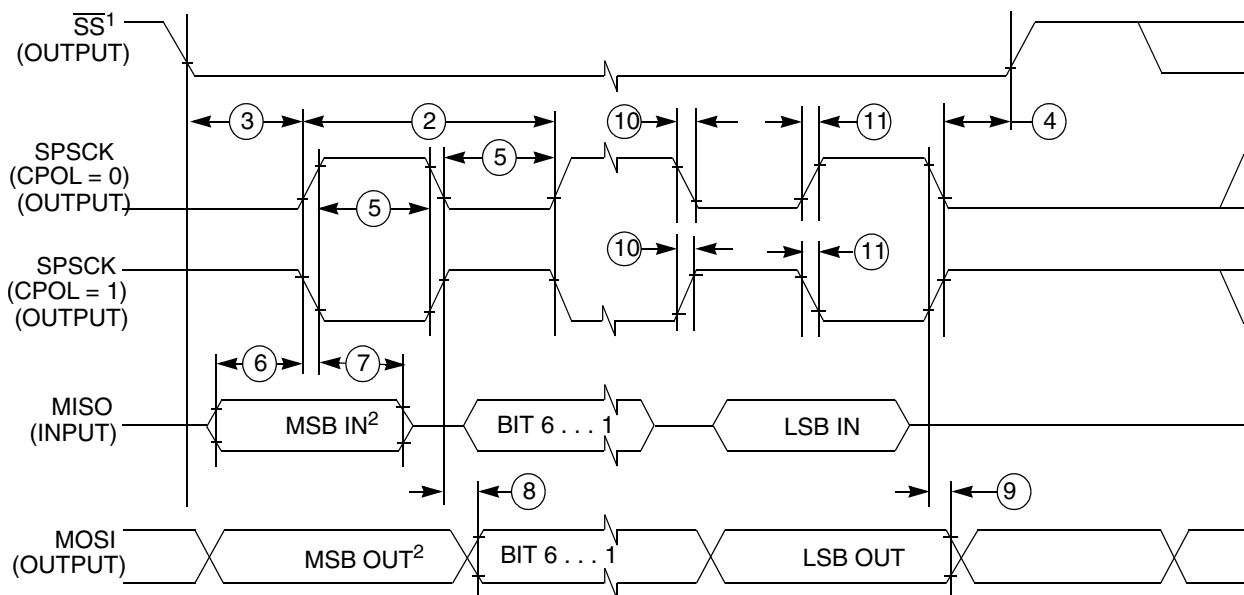 SS¹
(OUTPUT)
3
2
10
11
4
SPSCK
(CPOL = 0)
(OUTPUT)
5
5
SPSCK
(CPOL = 1)
(OUTPUT)
10
11
6
7
MISO
(INPUT)
MSB IN²
BIT 6 . . . 1
LSB IN
8
9
MOSI
(OUTPUT)
MSB OUT²
BIT 6 . . . 1
LSB OUT